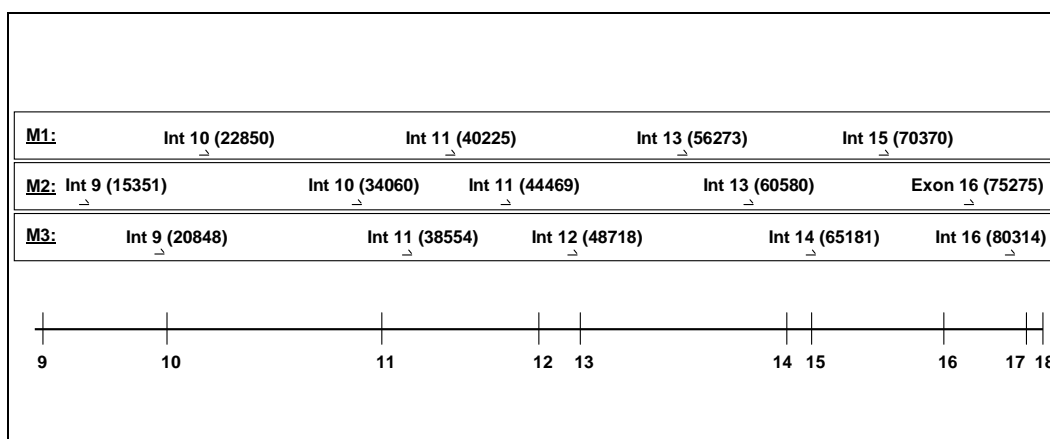 M1: Int 10 (22850) Int 11 (40225) Int 13 (56273) Int 15 (70370)
M2: Int 9 (15351) Int 10 (34060) Int 11 (44469) Int 13 (60580) Exon 16 (75275)
M3: Int 9 (20848) Int 11 (38554) Int 12 (48718) Int 14 (65181) Int 16 (80314)
9 10 11 12 13 14 15 16 17 18